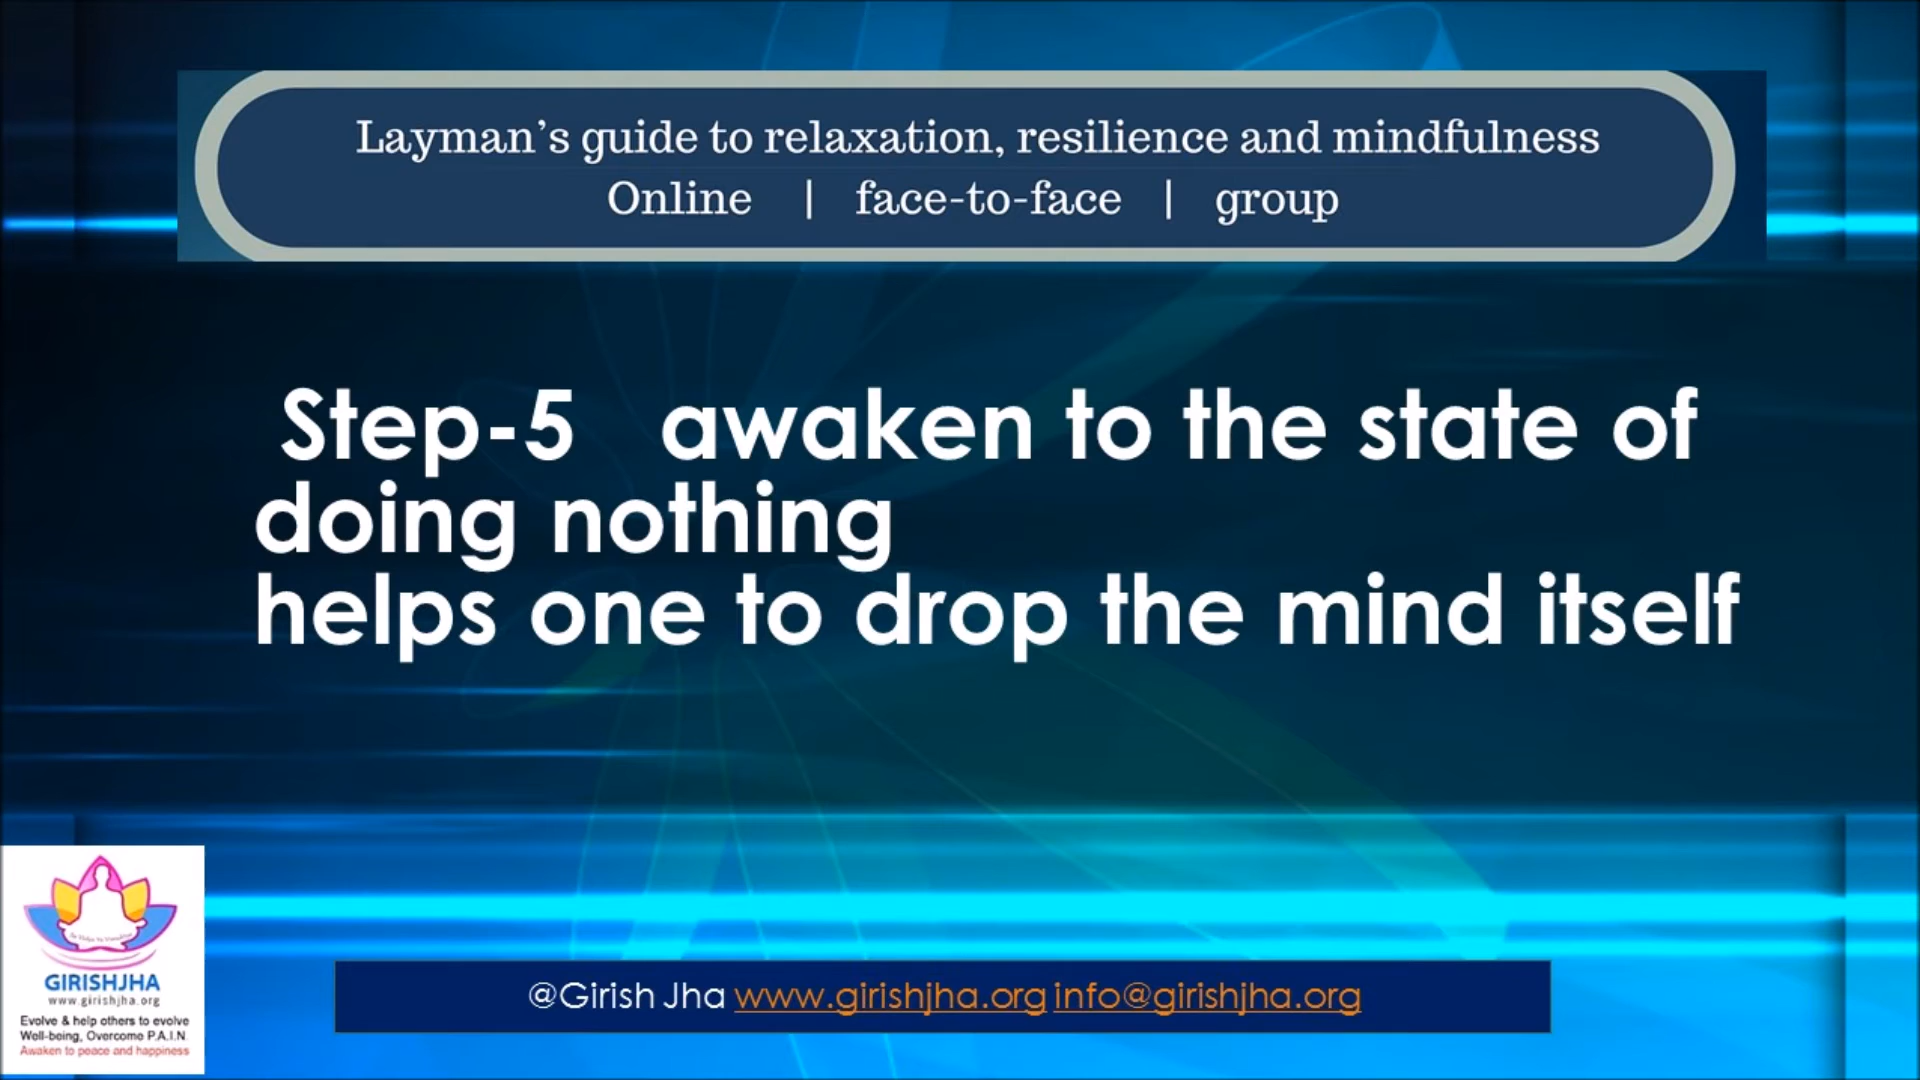 Layman’s guide to relaxation, resilience and mindfulness
Online | face-to-face | group
Step-5 awaken to the state of
doing nothing
helps one to drop the mind itself
GIRISHJHA
www.girishjha.org
Evolve & help others to evolve
Well-being, Overcome P.A.I.N.
Awaken to peace and happiness
@Girish Jha www.girishjha.org info@girishjha.org